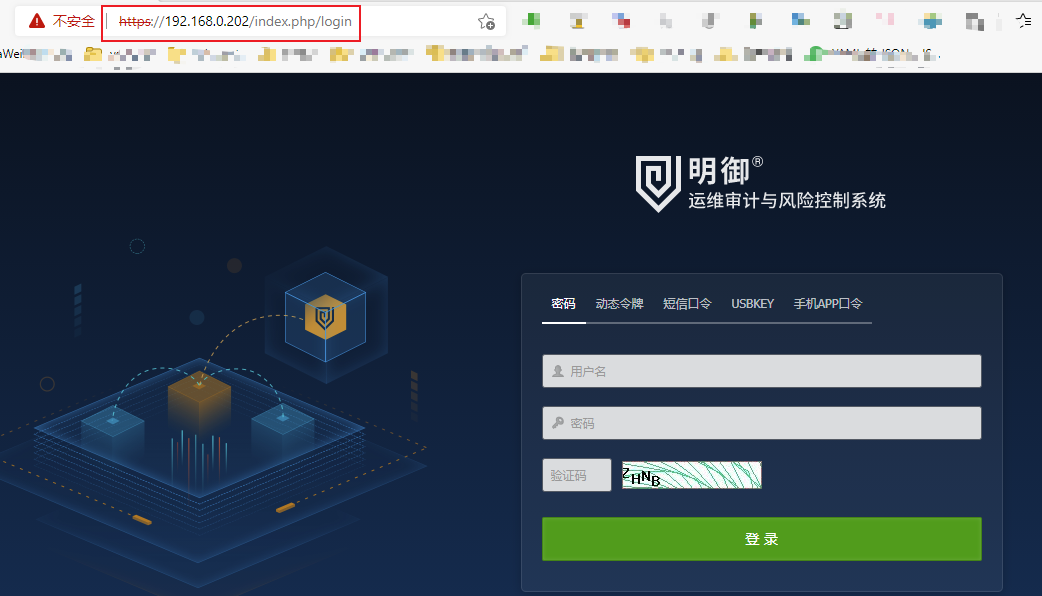 不安全
https://192.168.0.202/index.php/login
明御®
运维审计与风险控制系统
密码 动态令牌 短信口令 USBKEY 手机APP口令
用户名
密码
验证码
ZHNB
登 录